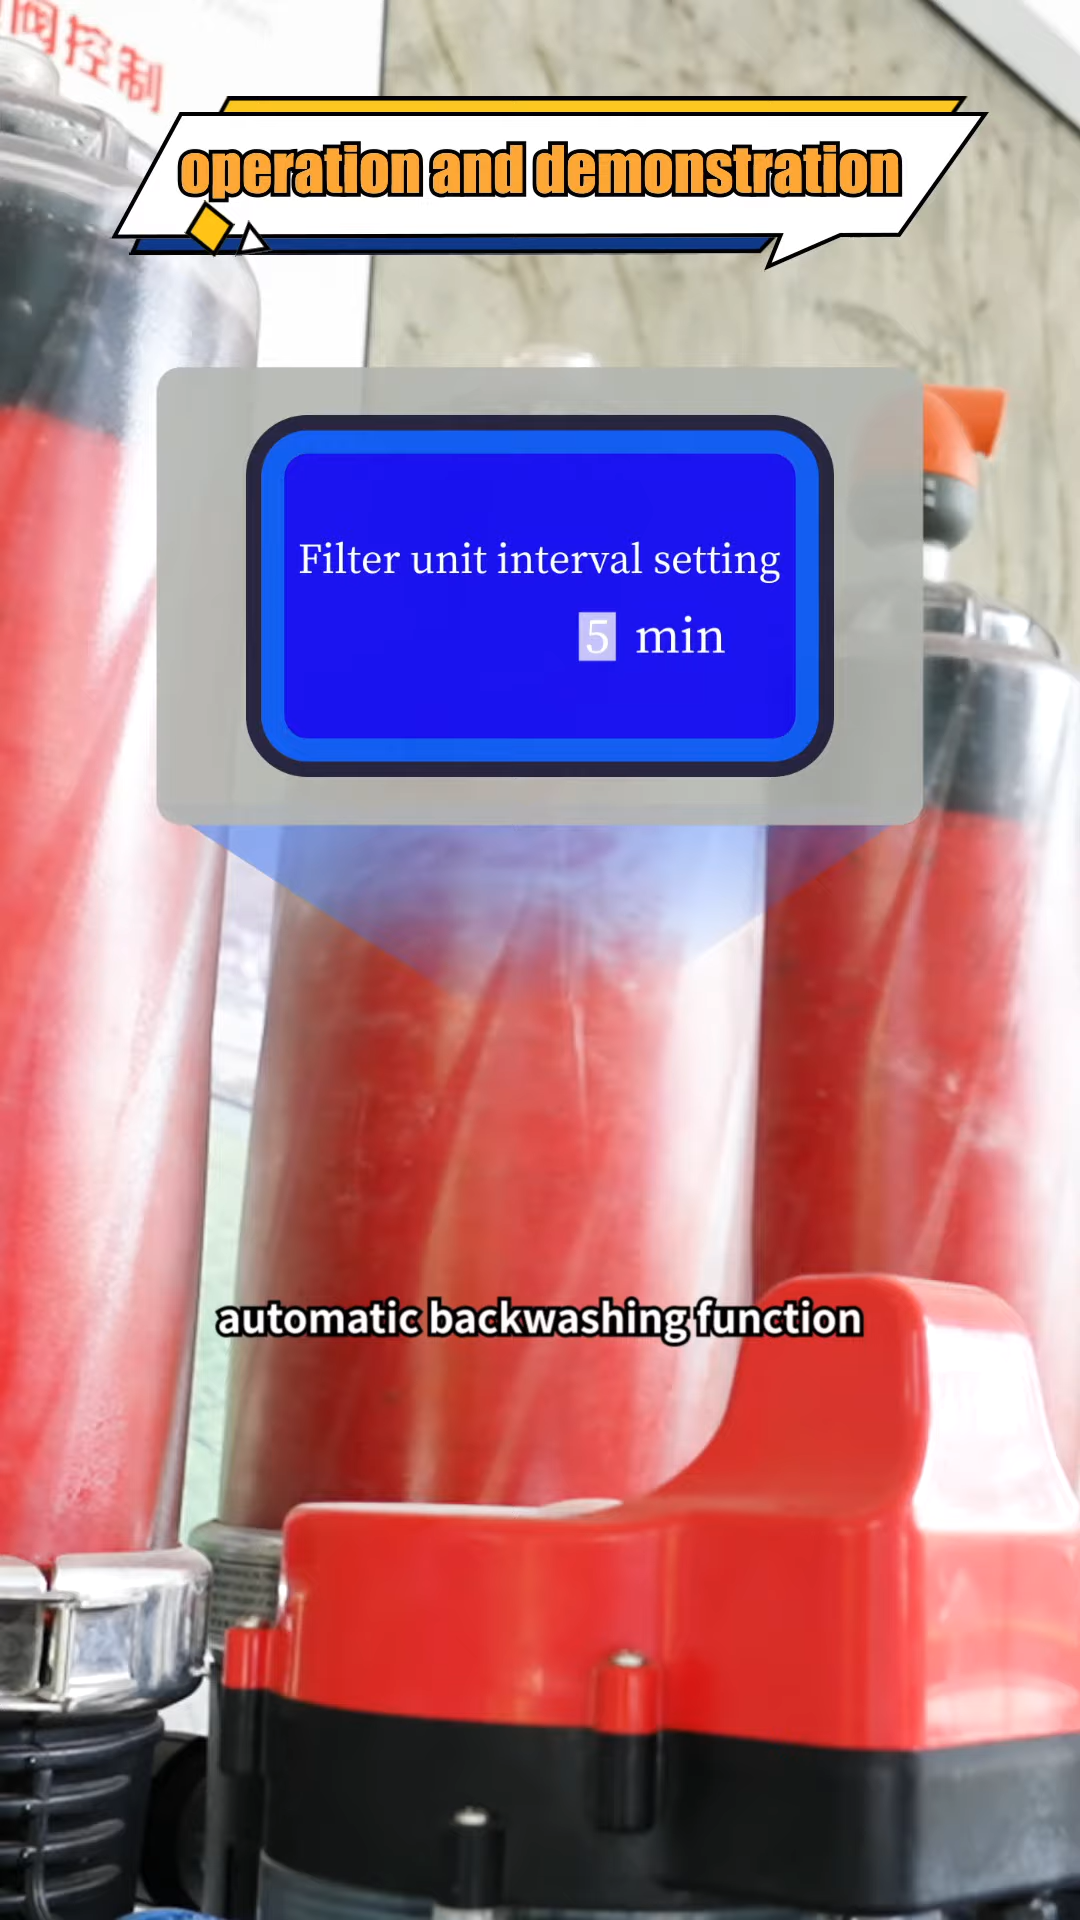 阀控制
operation and demonstration
Filter unit interval setting
5 min
automatic backwashing function